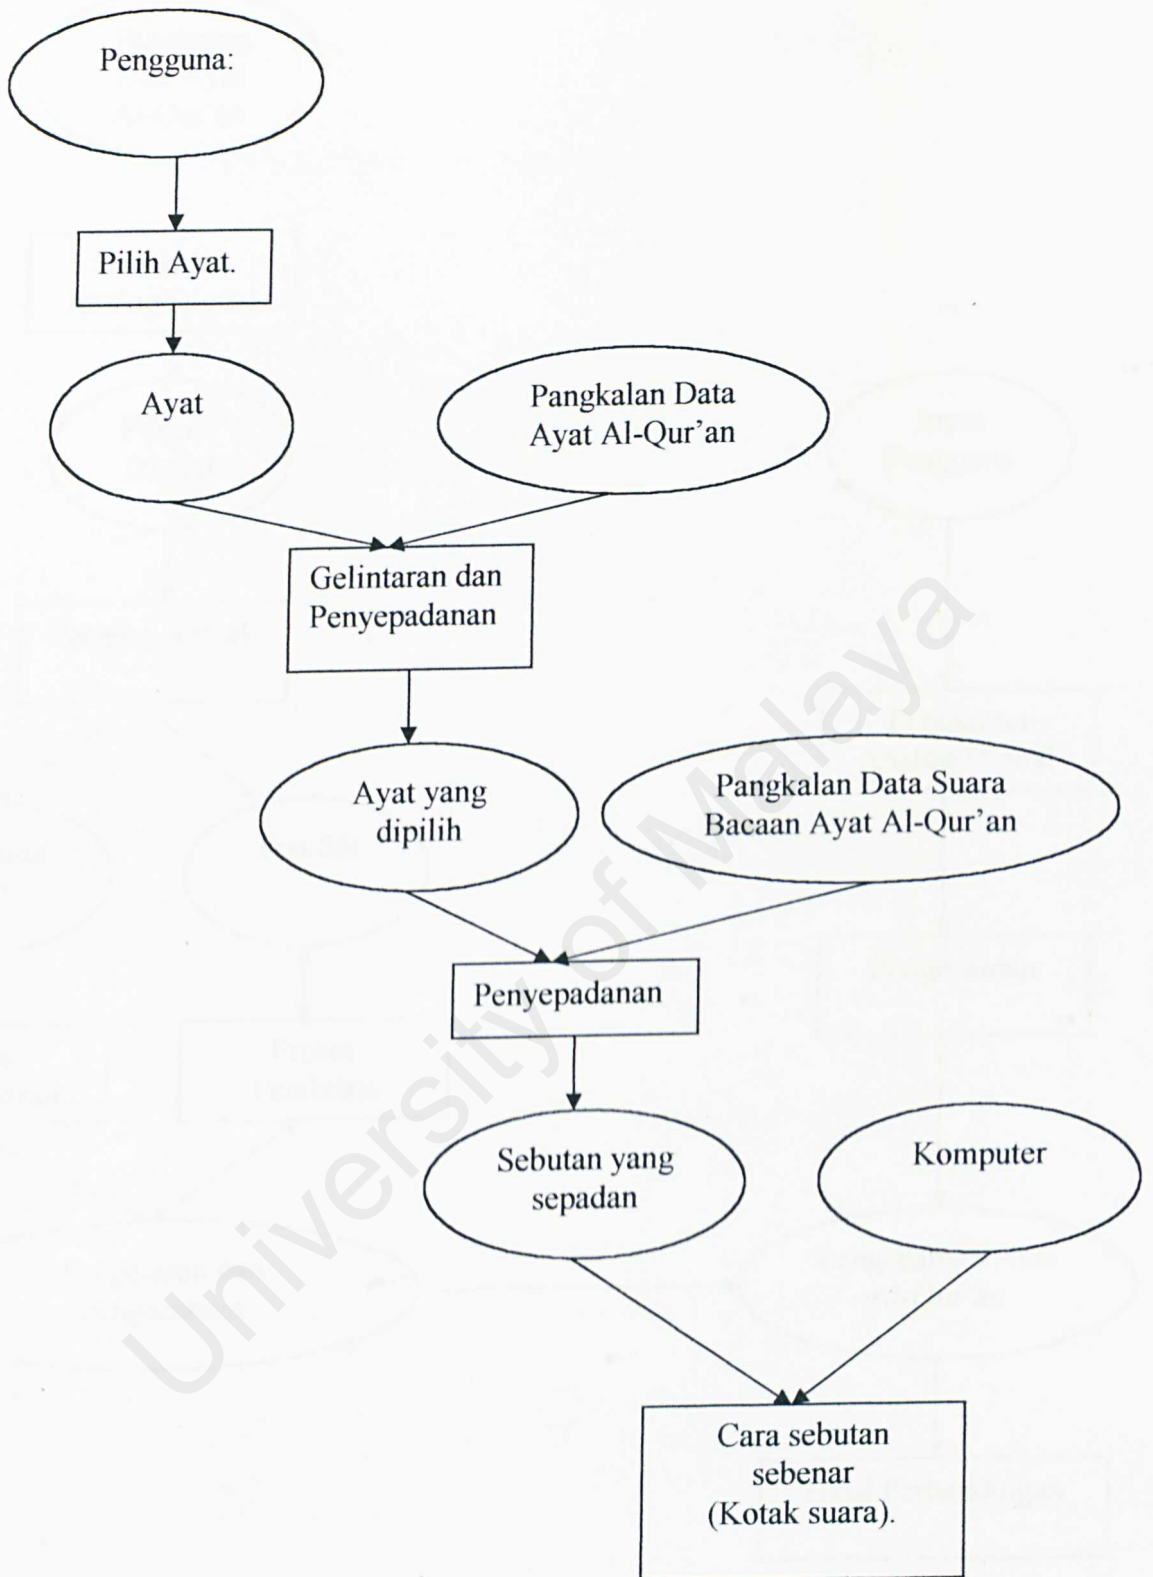 Pengguna:
Pilih Ayat.
Ayat
Pangkalan Data
Ayat Al-Qur'an
Gelintaran dan
Penyepadanan
Ayat yang
dipilih
Pangkalan Data Suara
Bacaan Ayat Al-Qur'an
Penyepadanan
Sebutan yang
sepadan
Komputer
Cara sebutan
sebenar
(Kotak suara).
University of Malaya